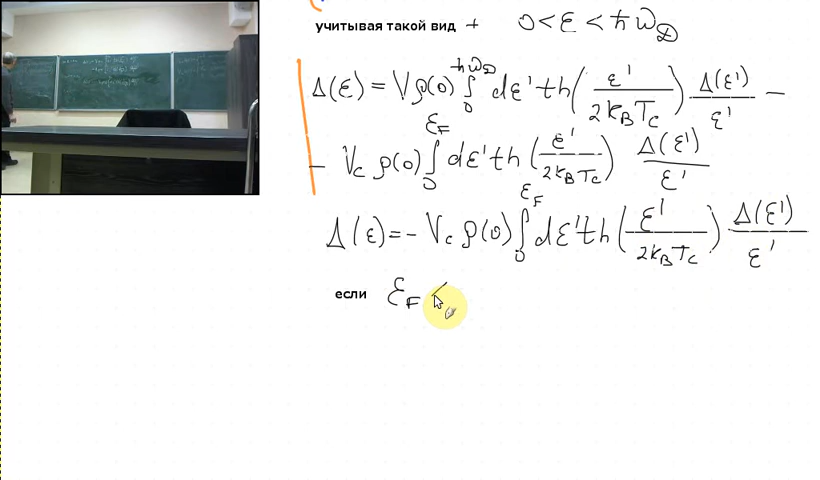 учитывая такой вид + 0 < ε < ħω_D
Δ(ε) = Vρ(0) ∫_0^{ħω_D} dε' th(ε'/2k_BT_c) Δ(ε')/ε' −
− V_c ρ(0) ∫_0^{ε_F} dε' th(ε'/2k_BT_c) Δ(ε')/ε'
Δ(ε) = − V_c ρ(0) ∫_0^{ε_F} dε' th(ε'/2k_BT_c) Δ(ε')/ε'
если ε_F <